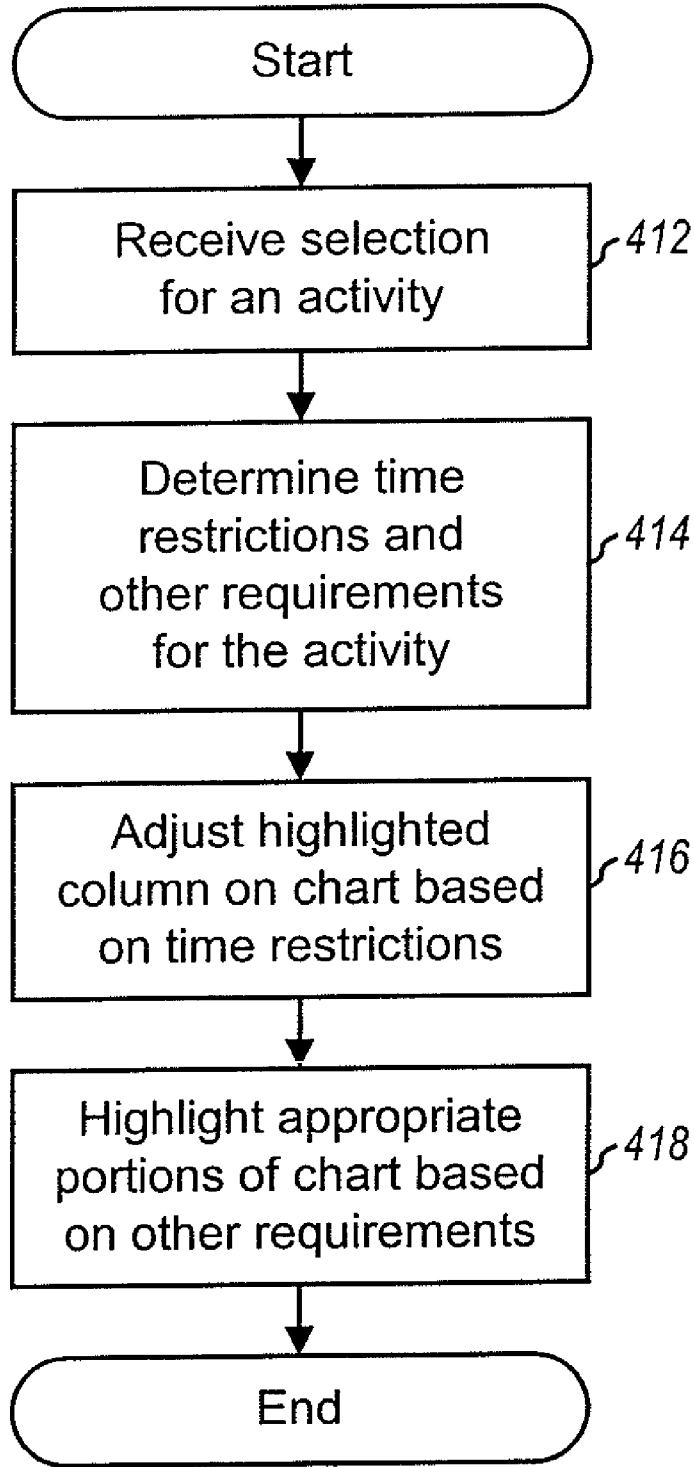 Start
Receive selection
for an activity
412
Determine time
restrictions and
other requirements
for the activity
414
Adjust highlighted
column on chart based
on time restrictions
416
Highlight appropriate
portions of chart based
on other requirements
418
End